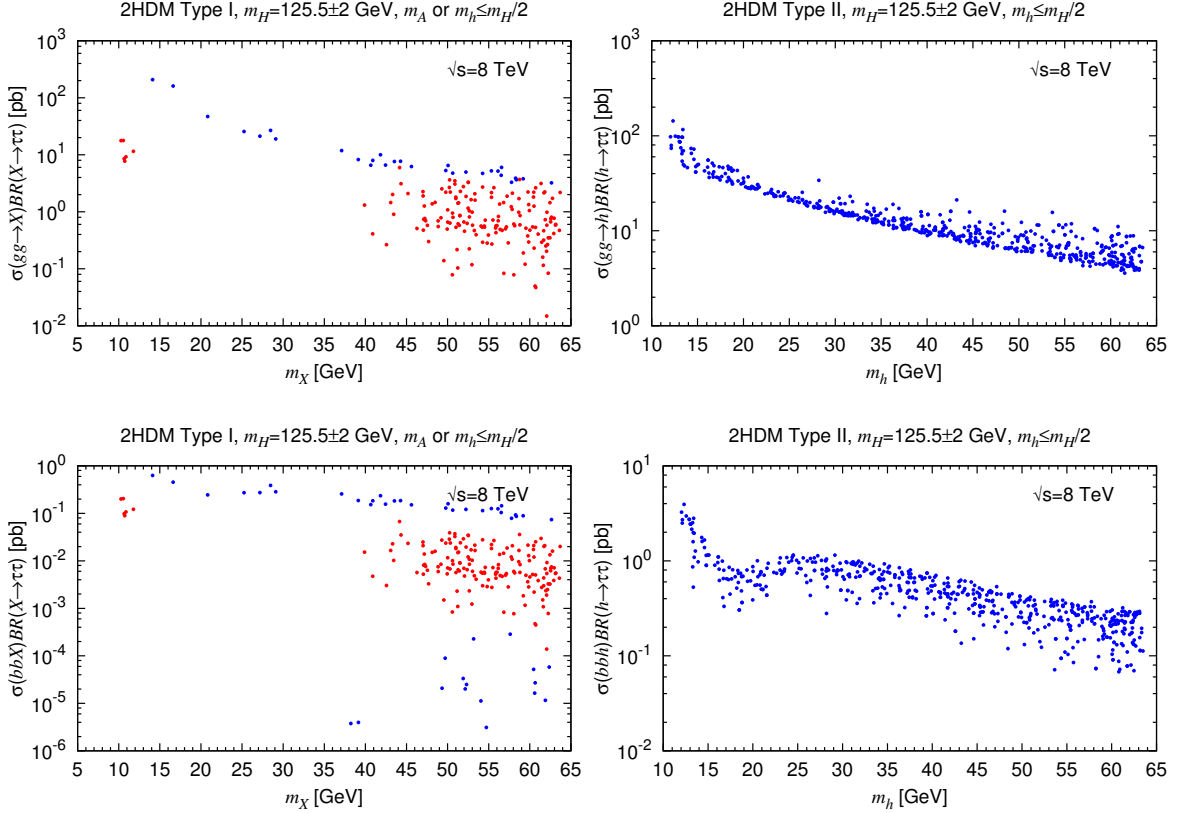 2HDM Type I, m_H=125.5±2 GeV, m_A or m_h≤m_H/2
√s=8 TeV
σ(gg→X)BR(X→ττ) [pb]
10^3
10^2
10^1
10^0
10^-1
10^-2
5 10 15 20 25 30 35 40 45 50 55 60 65
m_X [GeV]
2HDM Type II, m_H=125.5±2 GeV, m_h≤m_H/2
√s=8 TeV
σ(gg→h)BR(h→ττ) [pb]
10^3
10^2
10^1
10^0
10 20 30 40 50 60
m_h [GeV]
2HDM Type I, m_H=125.5±2 GeV, m_A or m_h≤m_H/2
√s=8 TeV
σ(bbX)BR(X→ττ) [pb]
10^0
10^-1
10^-2
10^-3
10^-4
10^-5
10^-6
5 10 15 20 25 30 35 40 45 50 55 60 65
m_X [GeV]
2HDM Type II, m_H=125.5±2 GeV, m_h≤m_H/2
√s=8 TeV
σ(bbh)BR(h→ττ) [pb]
10^1
10^0
10^-1
10^-2
10 15 20 25 30 35 40 45 50 55 60 65
m_h [GeV]